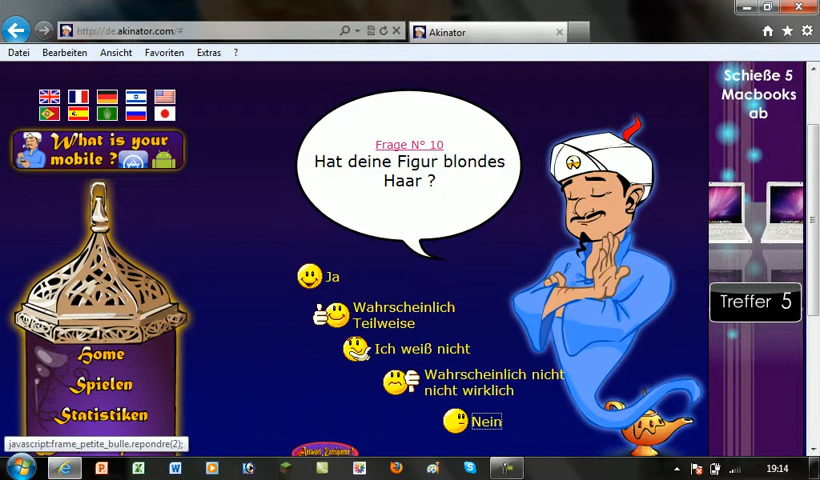 http://de.akinator.com/#
Akinator
Datei Bearbeiten Ansicht Favoriten Extras ?
What is your
mobile ?
Frage N° 10
Hat deine Figur blondes
Haar ?
Ja
Wahrscheinlich
Teilweise
Ich weiß nicht
Wahrscheinlich nicht
nicht wirklich
Nein
Home
Spielen
Statistiken
Schieße 5
Macbooks
ab
Treffer 5
javascript:frame_petite_bulle.repondre(2);
19:14